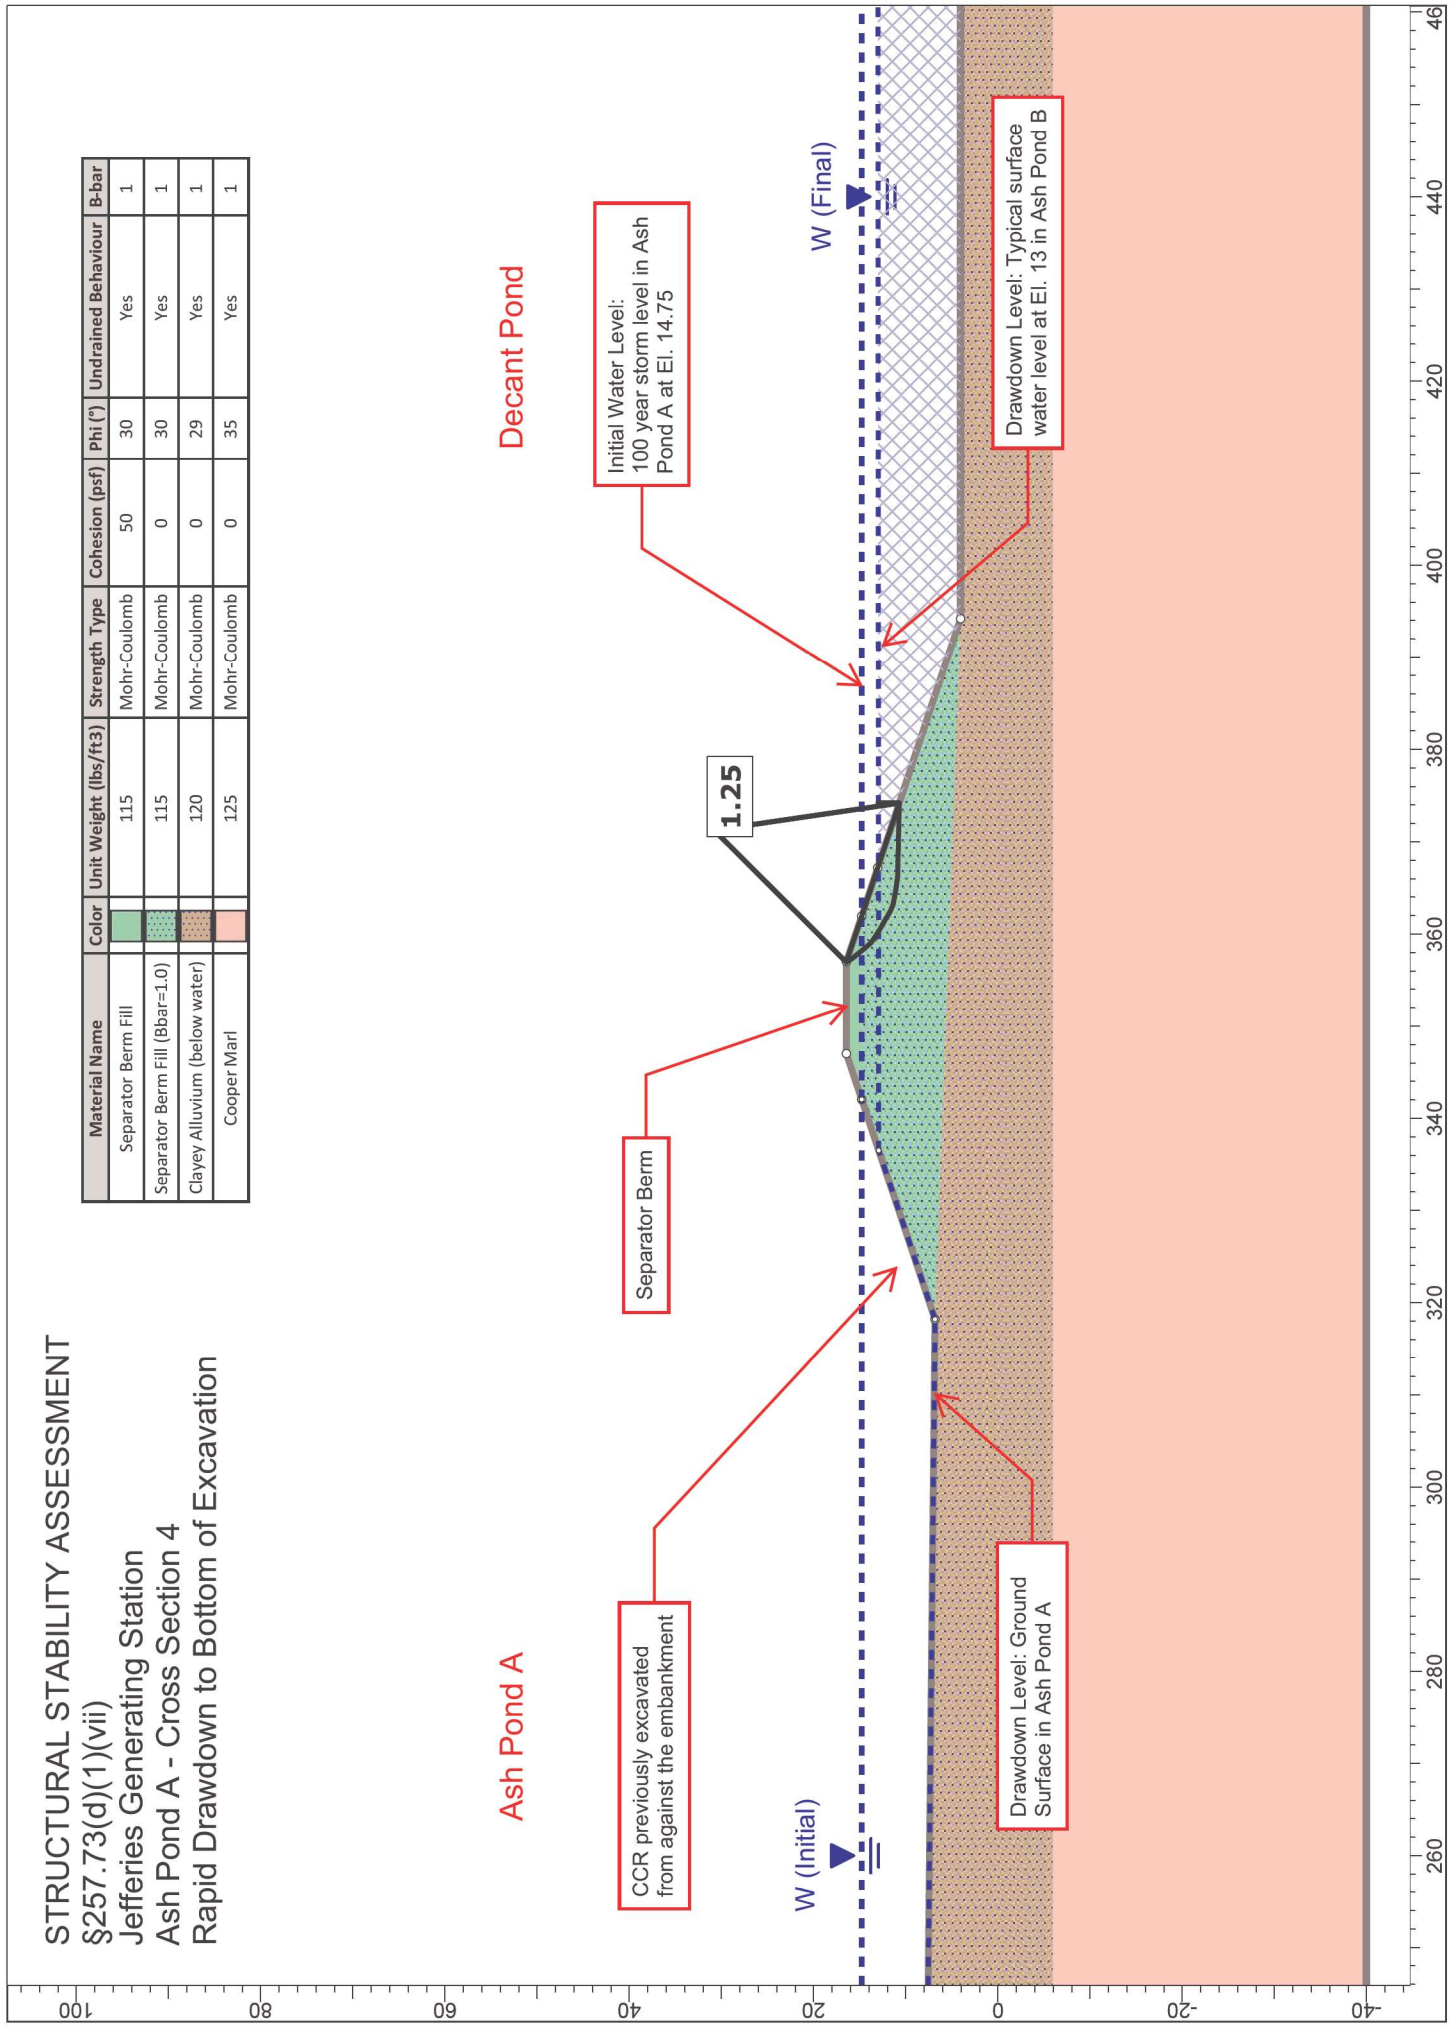 STRUCTURAL STABILITY ASSESSMENT
§257.73(d)(1)(vii)
Jefferies Generating Station
Ash Pond A - Cross Section 4
Rapid Drawdown to Bottom of Excavation
Material Name Color Unit Weight (lbs/ft3) Strength Type Cohesion (psf) Phi (°) Undrained Behaviour B-bar
Separator Berm Fill 115 Mohr-Coulomb 50 30 Yes 1
Separator Berm Fill (Bbar=1.0) 115 Mohr-Coulomb 0 30 Yes 1
Clayey Alluvium (below water) 120 Mohr-Coulomb 0 29 Yes 1
Cooper Marl 125 Mohr-Coulomb 0 35 Yes 1
Ash Pond A
Decant Pond
CCR previously excavated
from against the embankment
Separator Berm
Initial Water Level:
100 year storm level in Ash
Pond A at El. 14.75
1.25
W (Initial)
W (Final)
Drawdown Level: Ground
Surface in Ash Pond A
Drawdown Level: Typical surface
water level at El. 13 in Ash Pond B
100
80
60
40
20
0
-20
-40
260 280 300 320 340 360 380 400 420 440 46